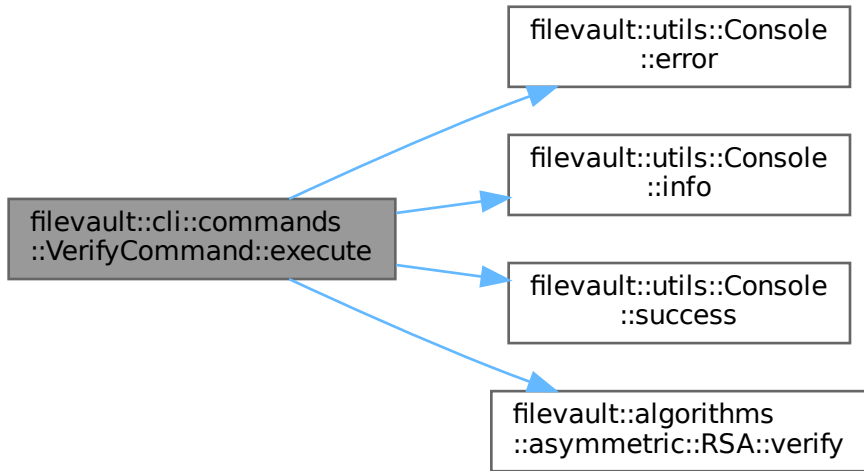 filevault::utils::Console
::error
filevault::utils::Console
::info
filevault::cli::commands
::VerifyCommand::execute
filevault::utils::Console
::success
filevault::algorithms
::asymmetric::RSA::verify